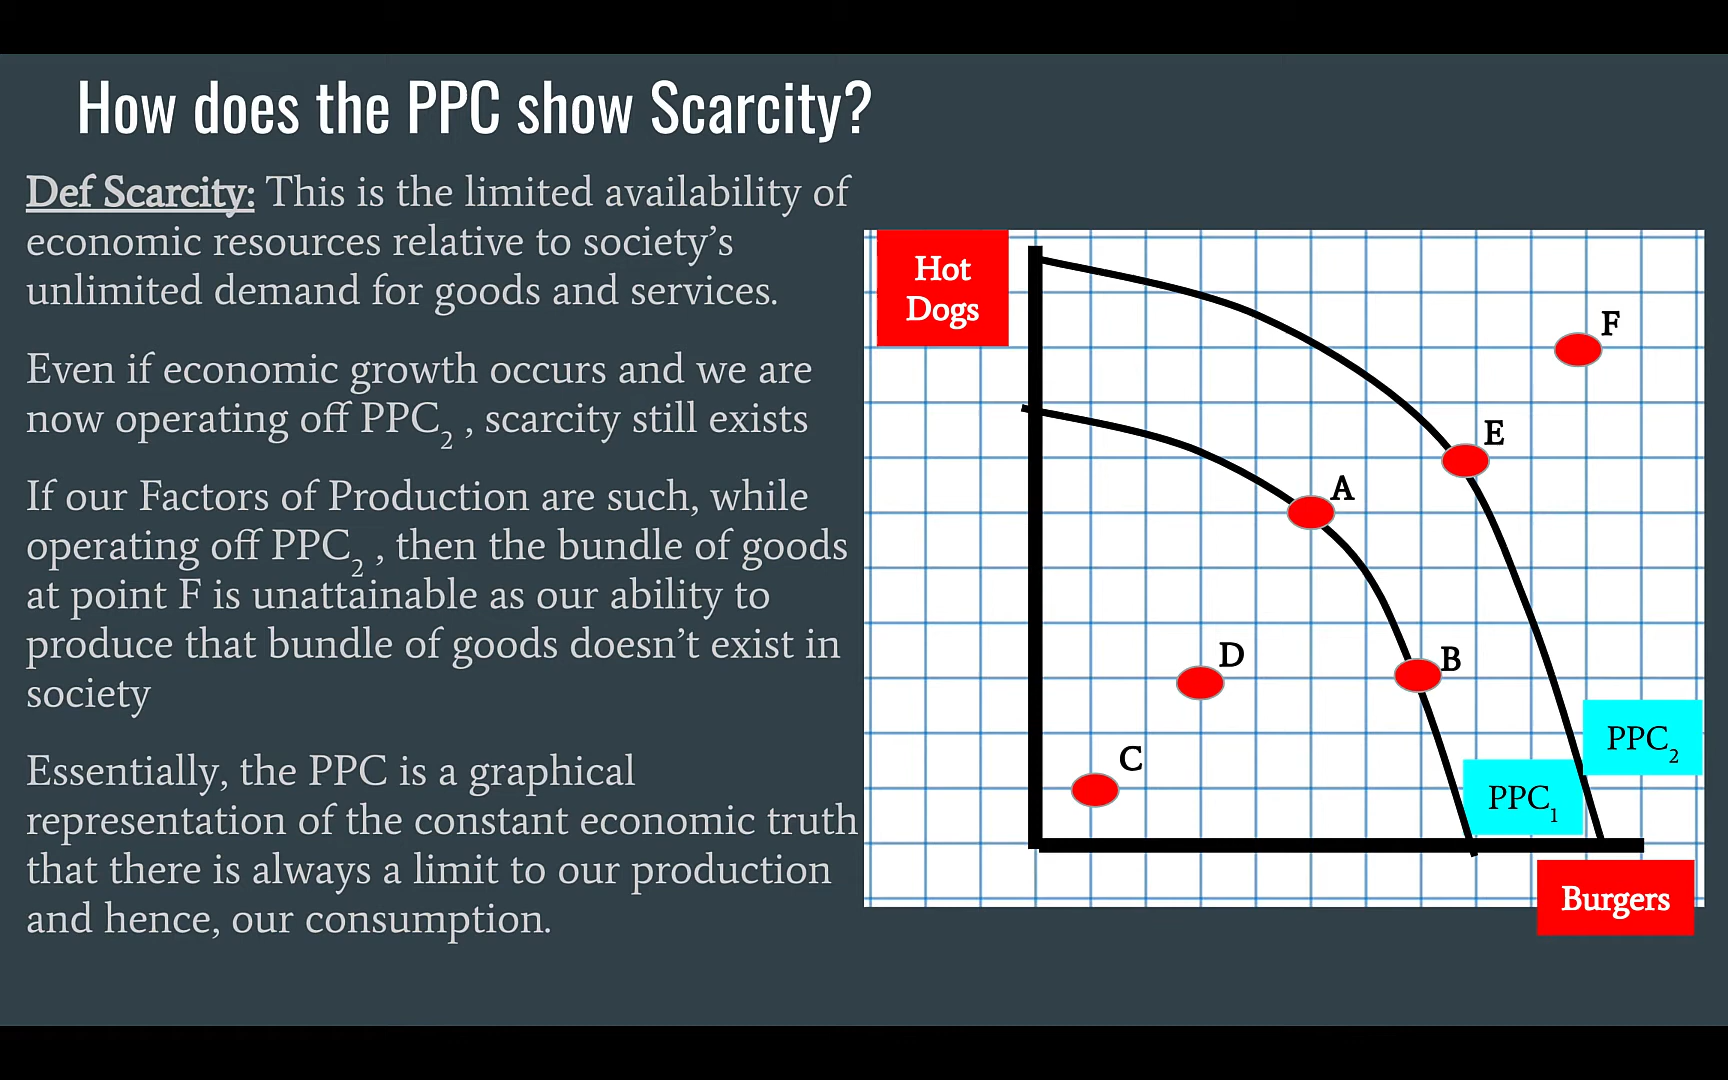 How does the PPC show Scarcity?
Def Scarcity: This is the limited availability of
economic resources relative to society’s
unlimited demand for goods and services.
Even if economic growth occurs and we are
now operating off PPC2 , scarcity still exists
If our Factors of Production are such, while
operating off PPC2 , then the bundle of goods
at point F is unattainable as our ability to
produce that bundle of goods doesn’t exist in
society
Essentially, the PPC is a graphical
representation of the constant economic truth
that there is always a limit to our production
and hence, our consumption.
Hot
Dogs
F
E
A
D
B
C
PPC2
PPC1
Burgers